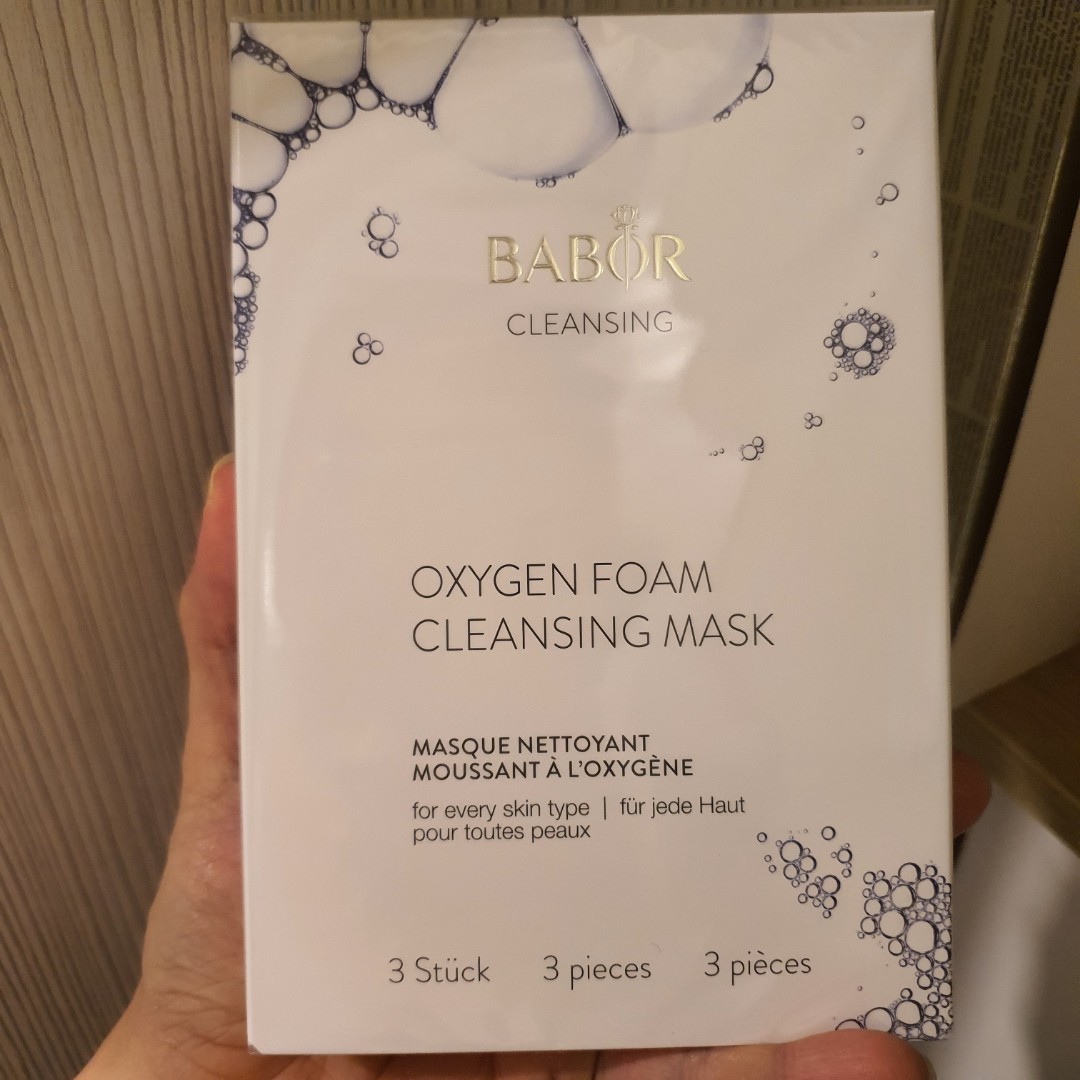 BABOR
CLEANSING
OXYGEN FOAM
CLEANSING MASK
MASQUE NETTOYANT
MOUSSANT À L'OXYGÈNE
for every skin type | für jede Haut
pour toutes peaux
3 Stück 3 pieces 3 pièces